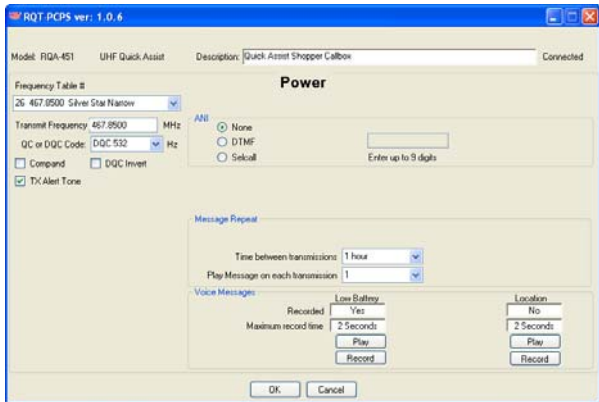 RQT-PCPS ver: 1.0.6
Model: RQA-451 UHF Quick Assist Description: Quick Assist Shopper Callbox Connected
Power
Frequency Table #
26 467.8500 Silver Star Narrow
Transmit Frequency 467.8500 MHz
QC or DQC Code: DQC 532 Hz
Compand DQC Invert
TX Alert Tone
ANI
None
DTMF
Selcall Enter up to 9 digits
Message Repeat
Time between transmissions 1 hour
Play Message on each transmission 1
Voice Messages
Low Battrey Location
Recorded Yes No
Maximum record time 2 Seconds 2 Seconds
Play Play
Record Record
OK Cancel